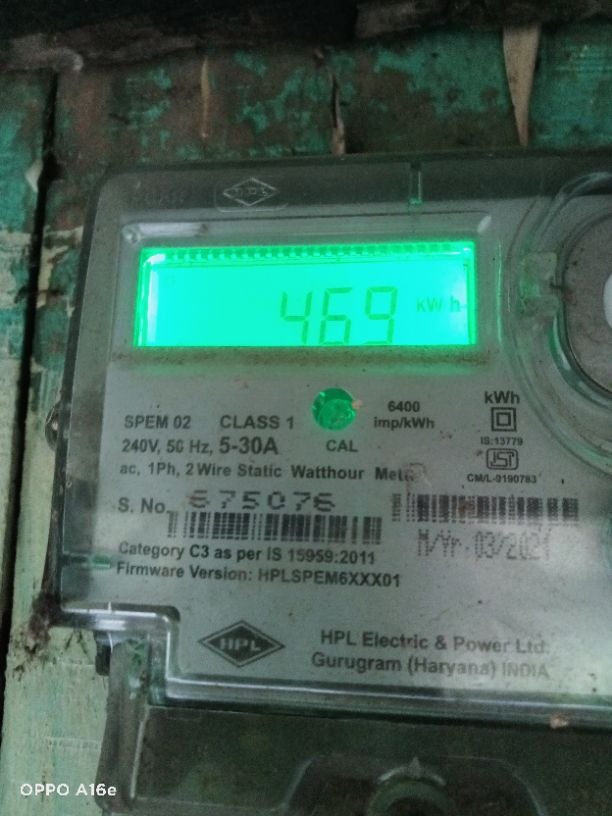 HPL
469 kWh
SPEM 02 CLASS 1 6400 imp/kWh kWh
240V, 50 Hz, 5-30A CAL IS:13779
ac, 1Ph, 2 Wire Static Watthour CM/L-0190783
S. No. 675076
M/Yr. 03/2021
Category C3 as per IS 15959:2011
Firmware Version: HPLSPEM6XXX01
HPL HPL Electric & Power Ltd.
Gurugram (Haryana) INDIA
OPPO A16e